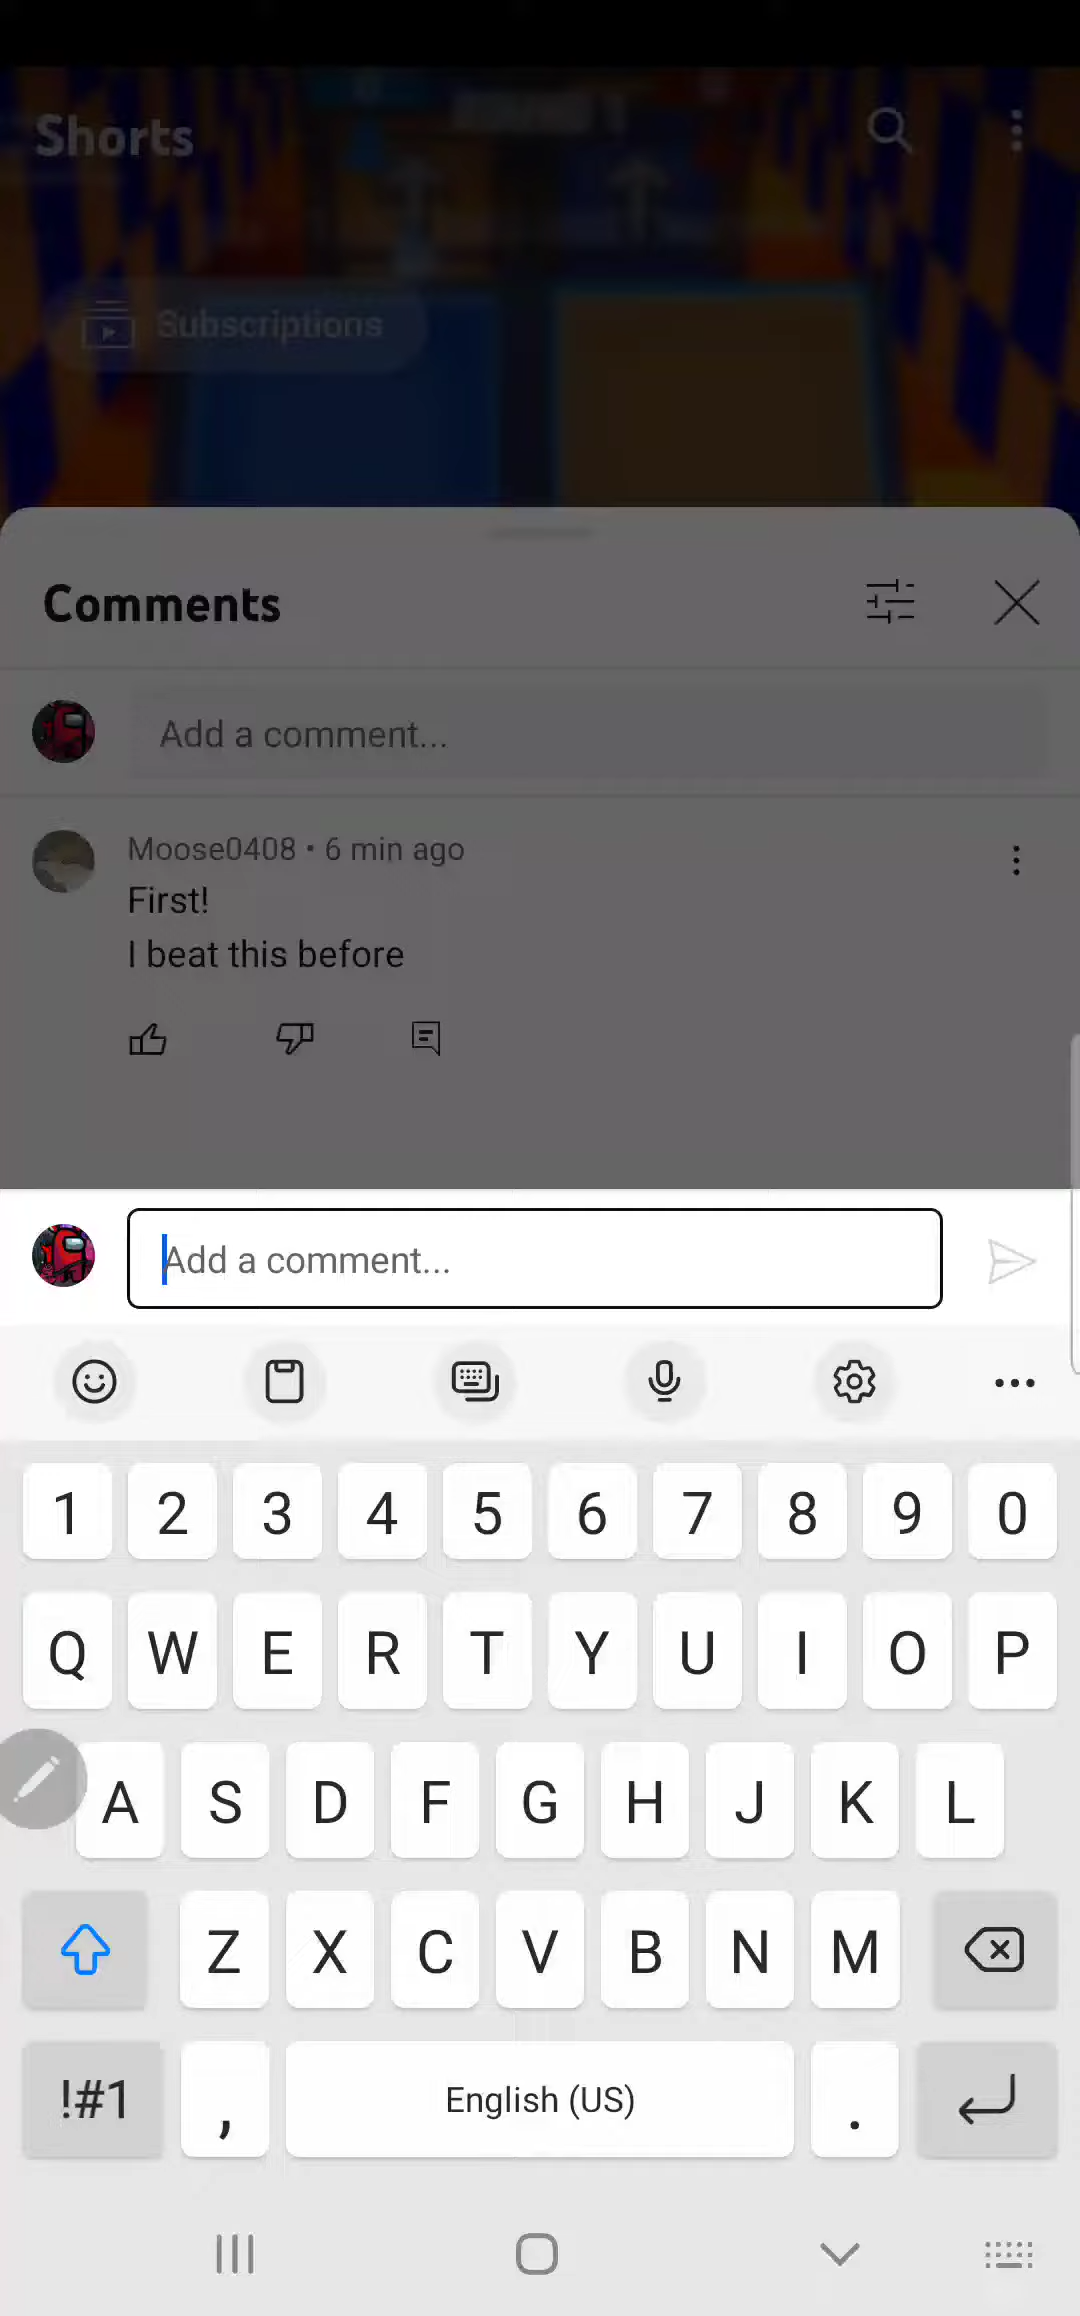 Shorts
Subscriptions
Comments
Add a comment...
Moose0408 • 6 min ago
First!
I beat this before
Add a comment...
1 2 3 4 5 6 7 8 9 0
Q W E R T Y U I O P
A S D F G H J K L
Z X C V B N M
!#1 , English (US) .